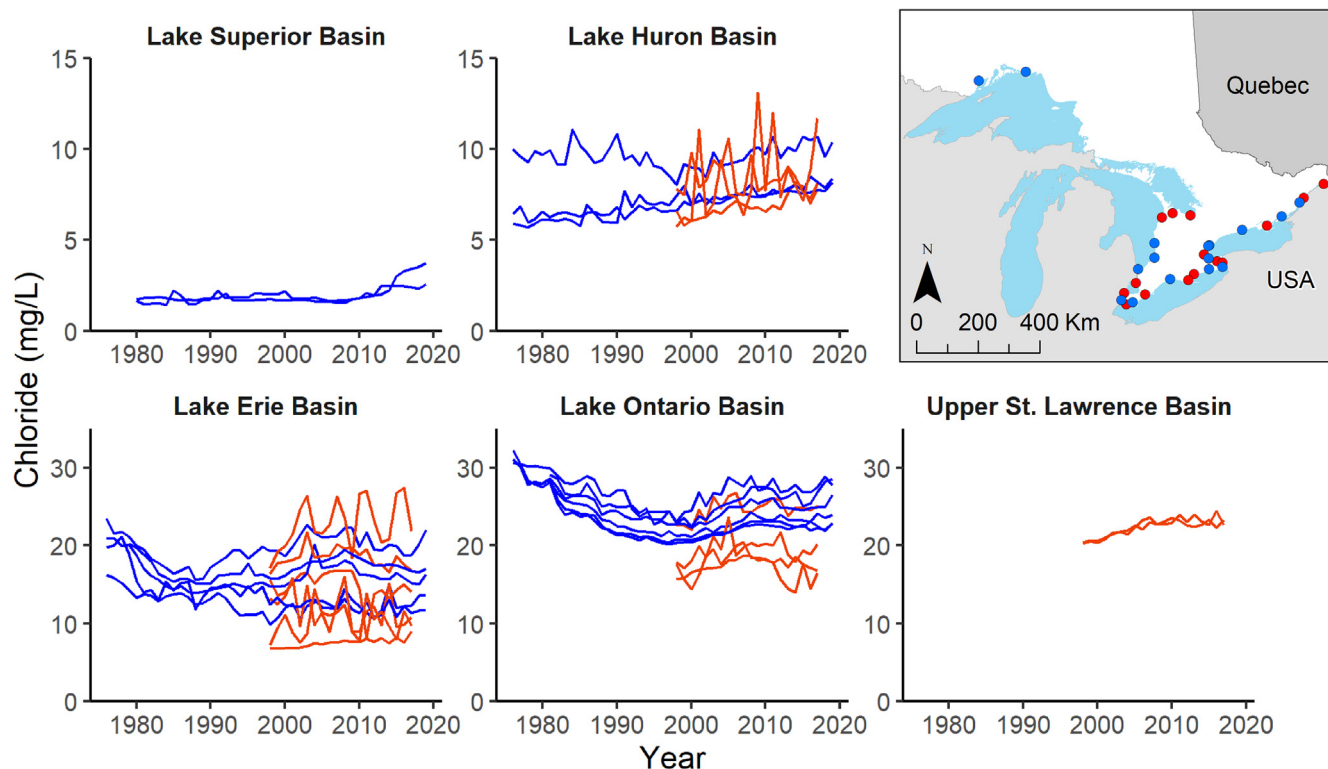 Lake Superior Basin
15
10
5
0
1980 1990 2000 2010 2020
Lake Huron Basin
15
10
5
0
1980 1990 2000 2010 2020
Quebec
USA
N
0 200 400 Km
Chloride (mg/L)
Lake Erie Basin
30
20
10
0
1980 1990 2000 2010 2020
Lake Ontario Basin
30
20
10
0
1980 1990 2000 2010 2020
Upper St. Lawrence Basin
30
20
10
0
1980 1990 2000 2010 2020
Year